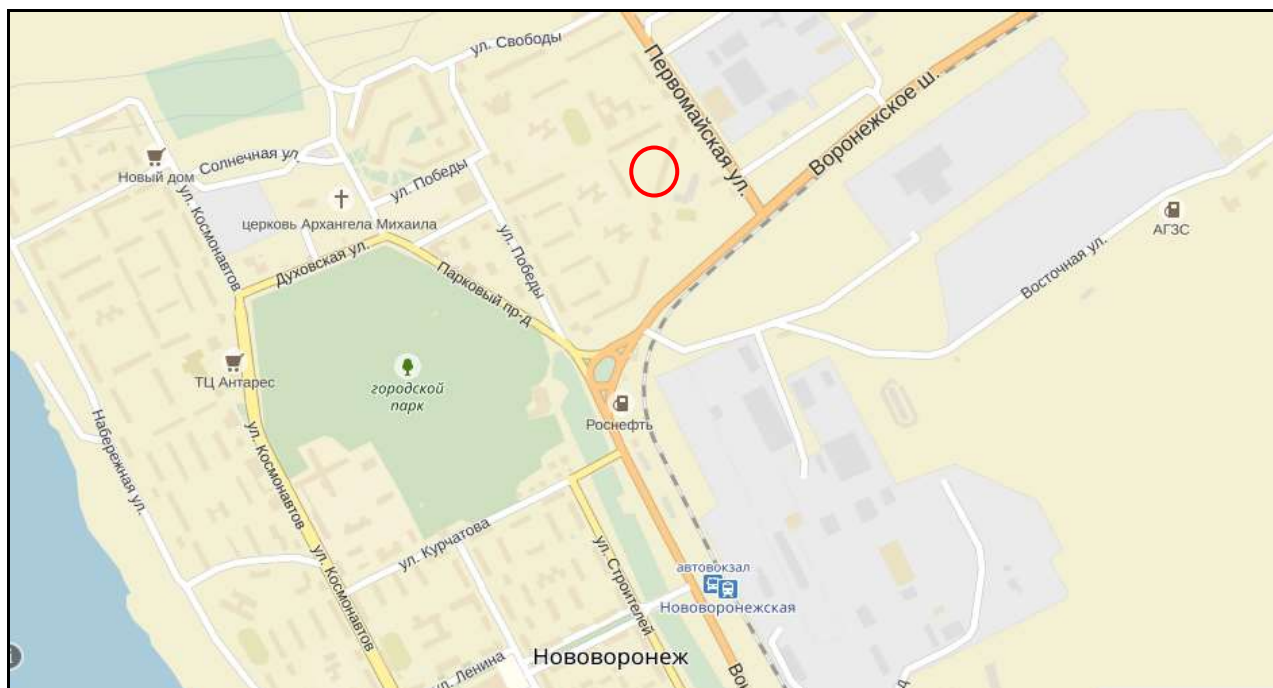 ул. Свободы
Первомайская ул.
Воронежское ш.
Новый дом
Солнечная ул.
ул. Победы
церковь Архангела Михаила
ул. Космонавтов
ул. Победы
АГЗС
Духовская ул.
Парковый пр-д
Восточная ул.
ТЦ Антарес
городской
парк
Роснефть
Набережная ул.
ул. Космонавтов
ул. Курчатова
ул. Космонавтов
ул. Строителей
автовокзал
Нововоронежская
Нововоронеж
ул. Ленина